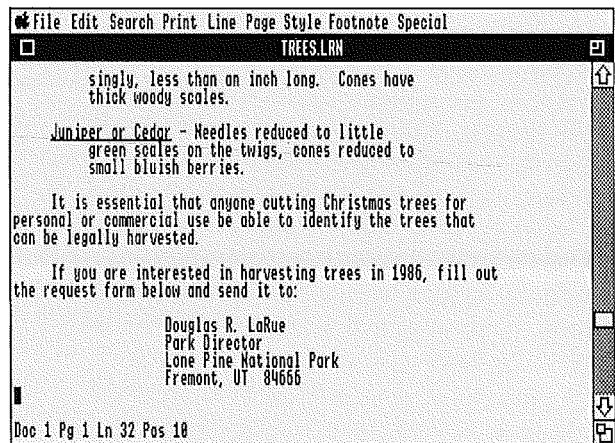 File Edit Search Print Line Page Style Footnote Special
TREES.LRN
singly, less than an inch long. Cones have
thick woody scales.
Juniper or Cedar - Needles reduced to little
green scales on the twigs, cones reduced to
small bluish berries.
It is essential that anyone cutting Christmas trees for
personal or commercial use be able to identify the trees that
can be legally harvested.
If you are interested in harvesting trees in 1986, fill out
the request form below and send it to:
Douglas R. LaRue
Park Director
Lone Pine National Park
Fremont, UT 84666
Doc 1 Pg 1 Ln 32 Pos 10